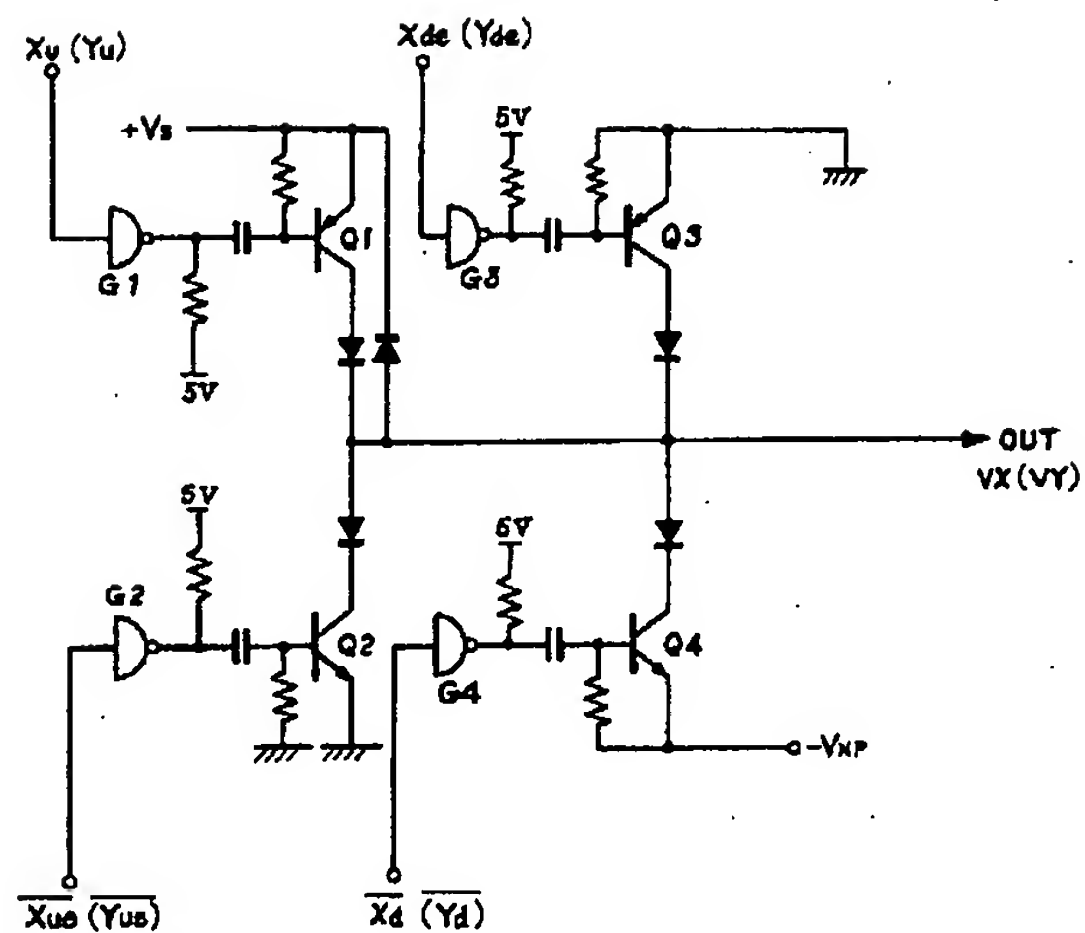 Xu (Yu)
Xde (Yde)
+Vs
5V
Q1
Q3
G1
G3
5V
OUT
VX (VY)
5V
5V
G2
Q2
Q4
G4
-VNP
Xue (Yue)
Xd (Yd)